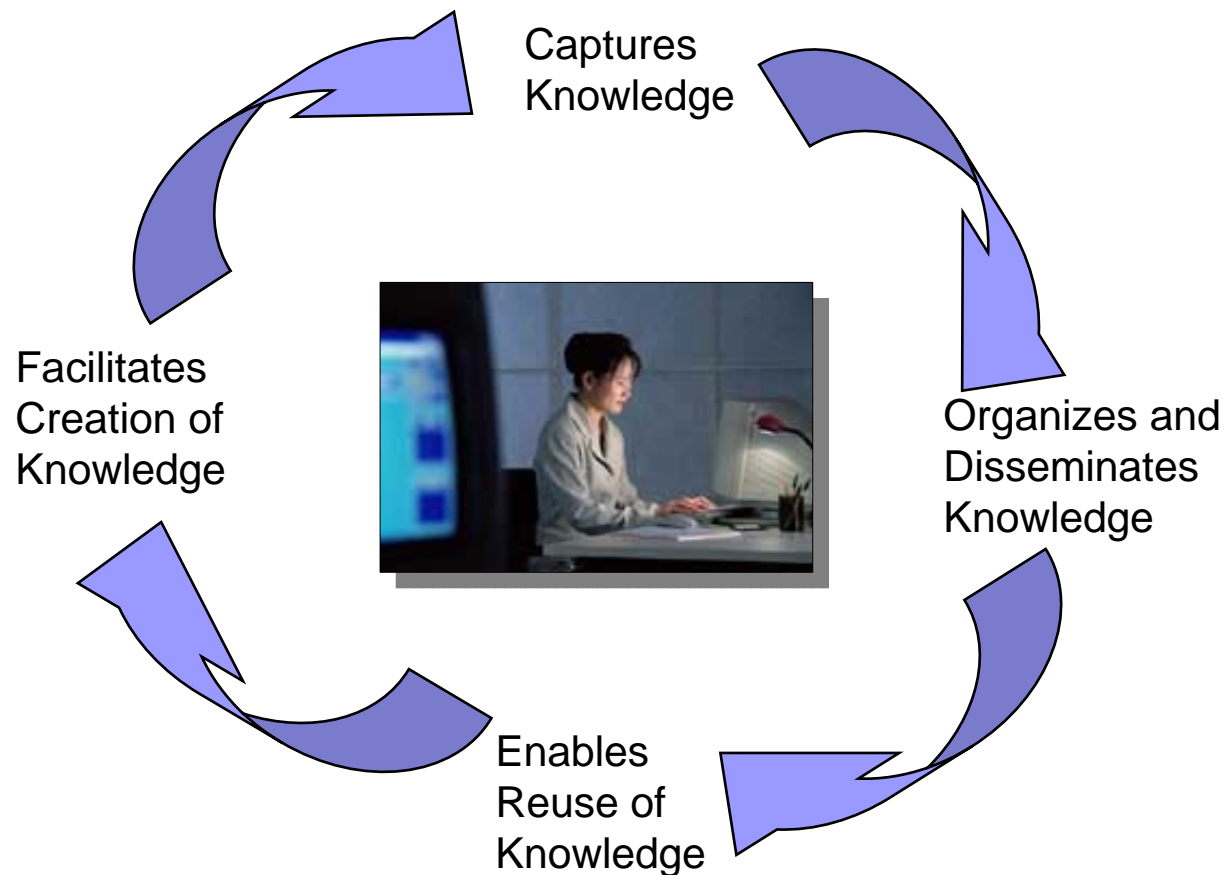 Captures
Knowledge
Organizes and
Disseminates
Knowledge
Enables
Reuse of
Knowledge
Facilitates
Creation of
Knowledge